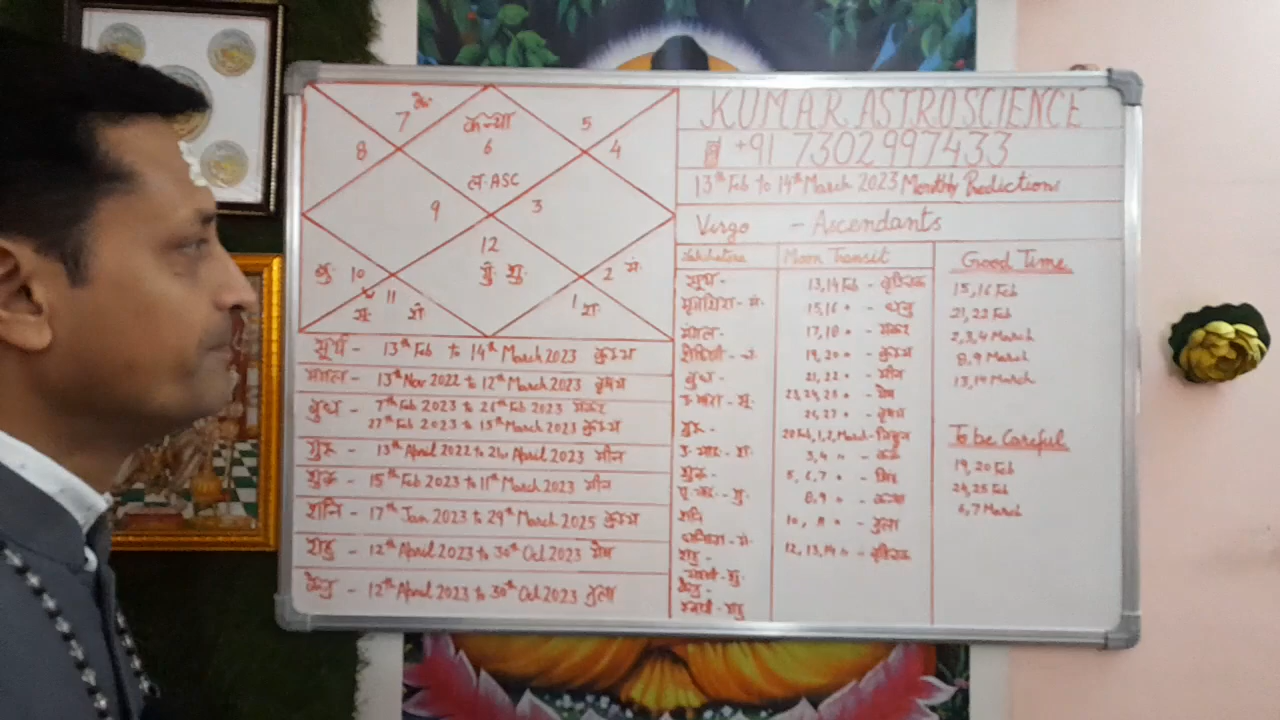 KUMAR ASTROSCIENCE
+91 7302997433
13th Feb to 14th March 2023 Monthly Predictions
Virgo - Ascendants
7 के.
कन्या
6
5
8
4
ल. ASC
9
3
12
बु. 10
गु. शु.
2 मं.
11
सू. श.
1 रा.
सूर्य - 13th Feb to 14th March 2023 कुम्भ
मंगल - 13th Nov 2022 to 12th March 2023 वृषभ
बुध - 7th Feb 2023 to 26th Feb 2023 मकर
27th Feb 2023 to 15th March 2023 कुम्भ
गुरु - 13th April 2022 to 21st April 2023 मीन
शुक्र - 15th Feb 2023 to 11th March 2023 मीन
शनि - 17th Jan 2023 to 29th March 2025 कुम्भ
राहु - 12th April 2023 to 30th Oct 2023 मेष
केतु - 12th April 2023 to 30th Oct 2023 तुला
Nakshatra
सूर्य -
मंगल -
बुध -
गुरु -
शुक्र -
शनि
राहु -
केतु -
Moon Transit
13, 14 Feb - वृश्चिक
15, 16 " - धनु
17, 18 " - मकर
19, 20 " - कुम्भ
21, 22 " - मीन
23, 24, 25 " - मेष
26, 27 " - वृषभ
28 Feb, 1, 2, March - मिथुन
3, 4 " - कर्क
5, 6, 7 " - सिंह
8, 9 " - कन्या
10, 11 " - तुला
12, 13, 14 " - वृश्चिक
Good Time
15, 16 Feb
21, 22 Feb
2, 3, 4 March
8, 9 March
13, 14 March
To be Careful
19, 20 Feb
24, 25 Feb
6, 7 March